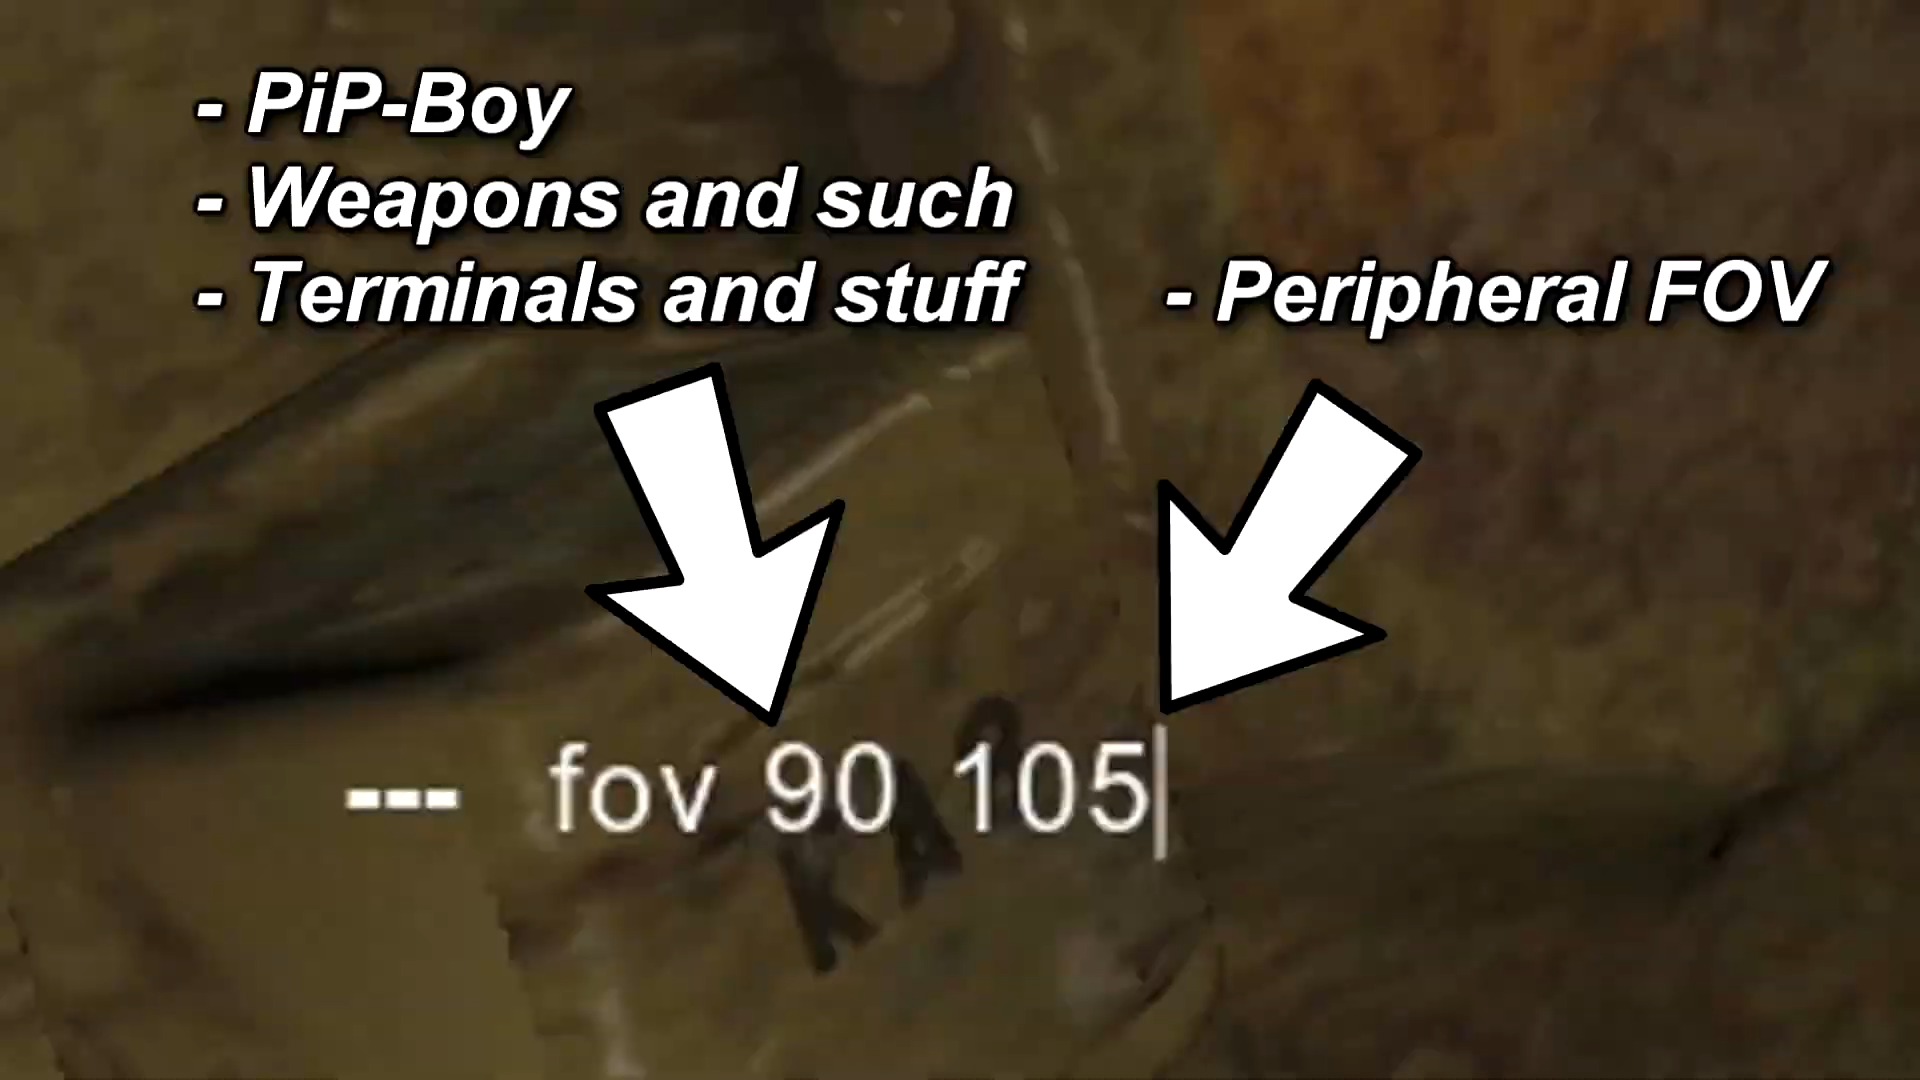 - PiP-Boy
- Weapons and such
- Terminals and stuff
- Peripheral FOV
--- fov 90 105